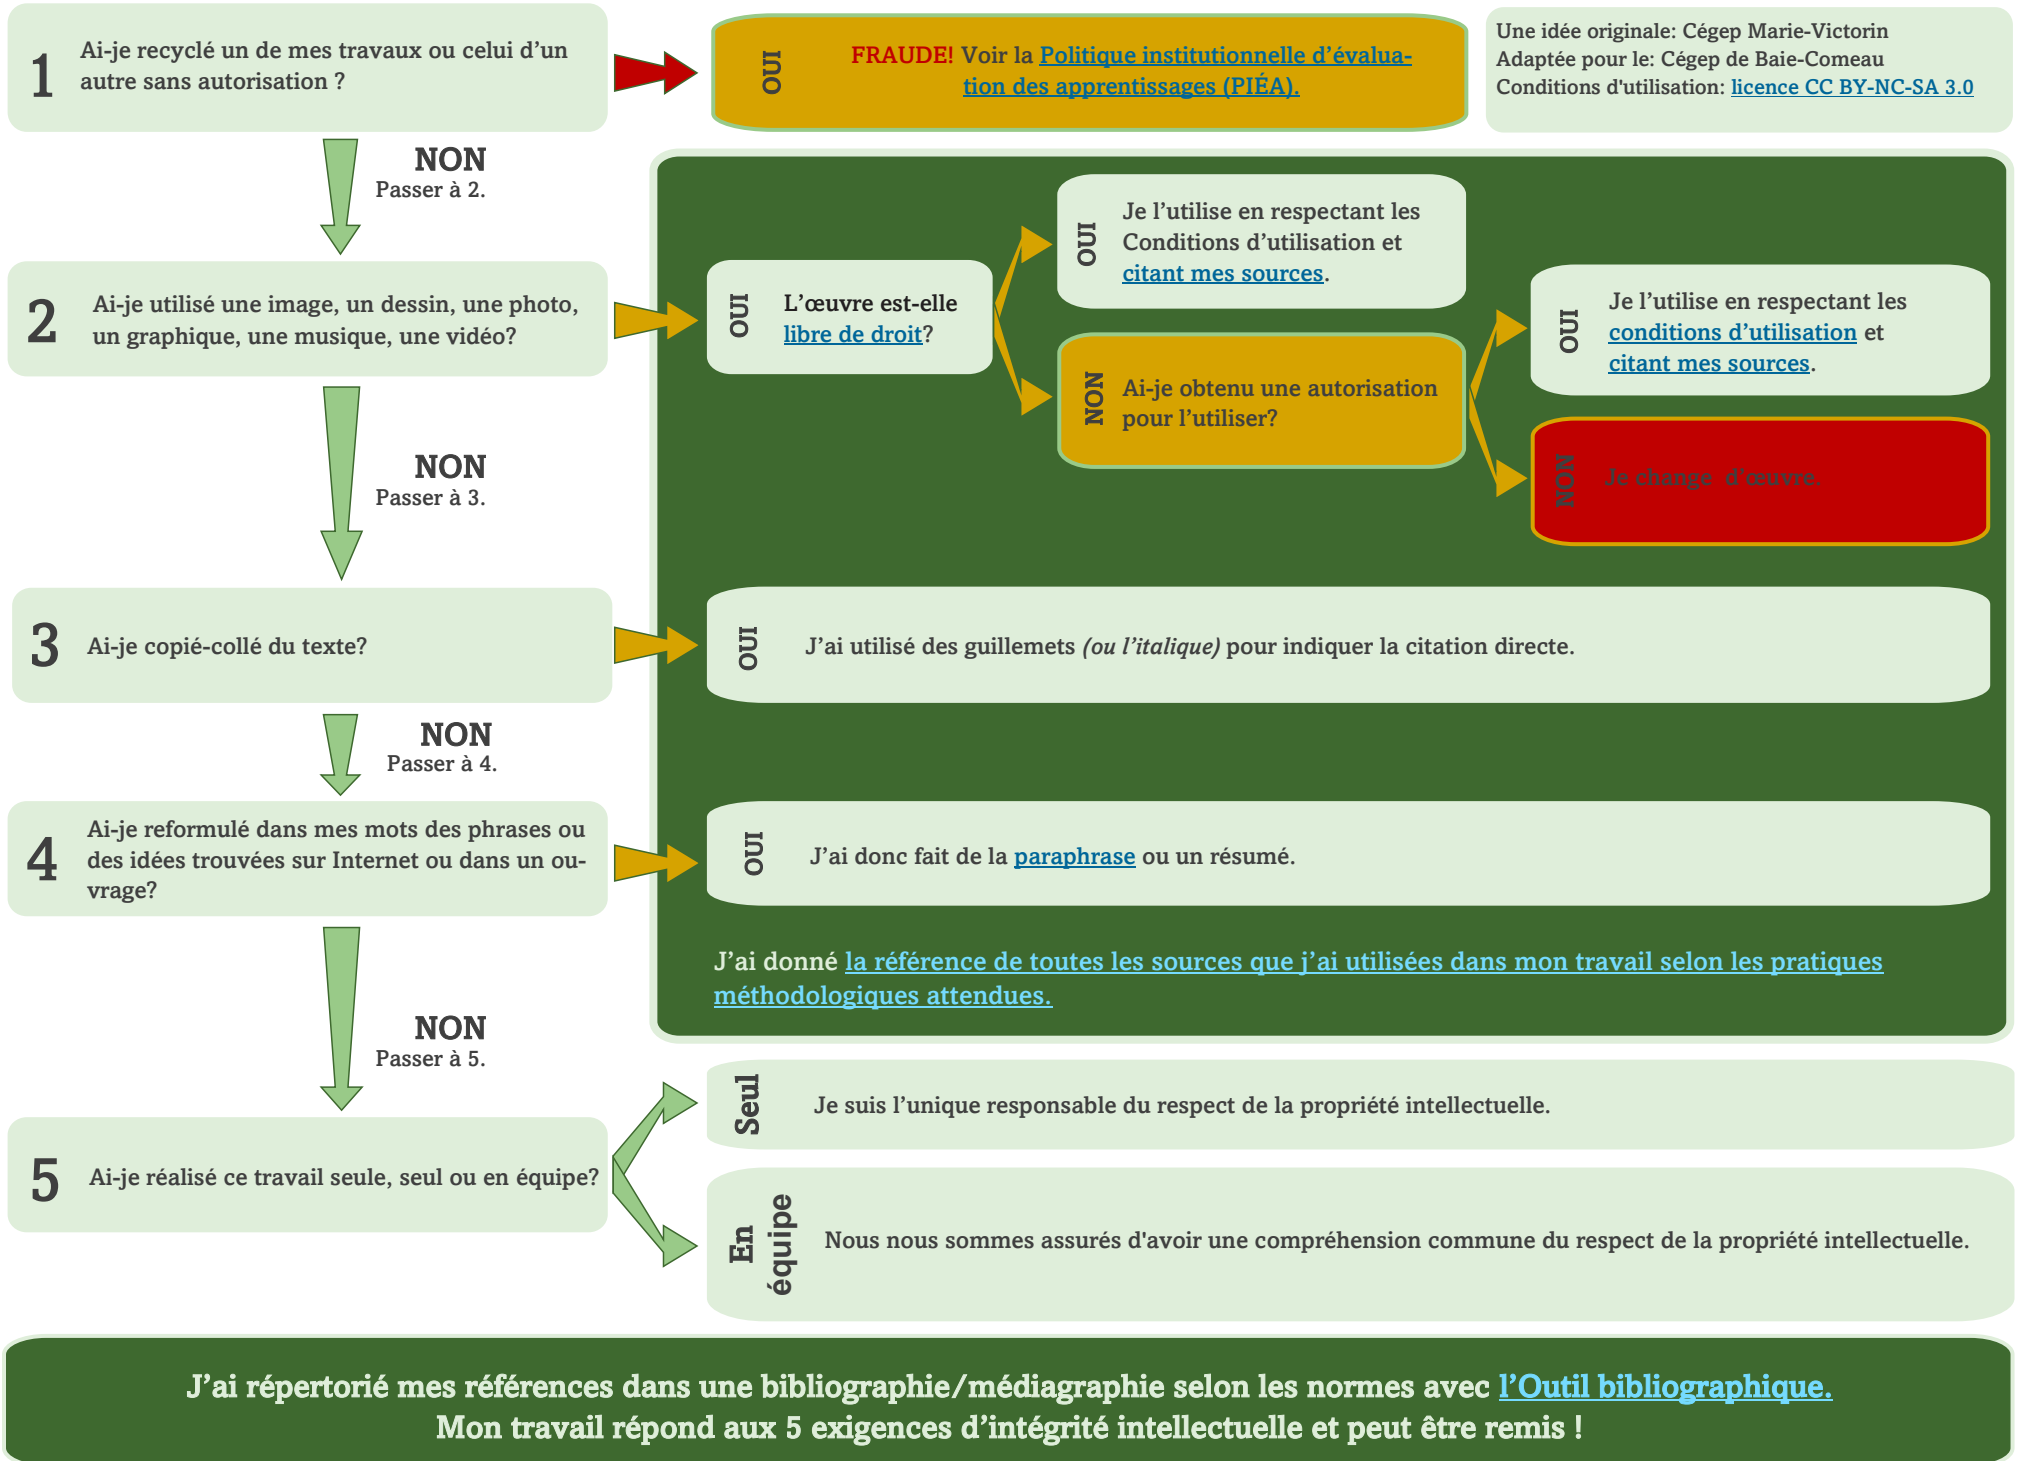 1
Ai-je recyclé un de mes travaux ou celui d’un
autre sans autorisation ?
OUI
FRAUDE! Voir la Politique institutionnelle d’évalua-
tion des apprentissages (PIÉA).
Une idée originale: Cégep Marie-Victorin
Adaptée pour le: Cégep de Baie-Comeau
Conditions d'utilisation: licence CC BY-NC-SA 3.0
NON
Passer à 2.
2
Ai-je utilisé une image, un dessin, une photo,
un graphique, une musique, une vidéo?
OUI
L’œuvre est-elle
libre de droit?
OUI
Je l’utilise en respectant les
Conditions d’utilisation et
citant mes sources.
NON
Ai-je obtenu une autorisation
pour l’utiliser?
OUI
Je l’utilise en respectant les
conditions d’utilisation et
citant mes sources.
NON
Je change  d’œuvre.
NON
Passer à 3.
3
Ai-je copié-collé du texte?
OUI
J’ai utilisé des guillemets (ou l’italique) pour indiquer la citation directe.
NON
Passer à 4.
4
Ai-je reformulé dans mes mots des phrases ou
des idées trouvées sur Internet ou dans un ou-
vrage?
OUI
J’ai donc fait de la paraphrase ou un résumé.
J’ai donné la référence de toutes les sources que j’ai utilisées dans mon travail selon les pratiques
méthodologiques attendues.
NON
Passer à 5.
5
Ai-je réalisé ce travail seule, seul ou en équipe?
Seul
Je suis l’unique responsable du respect de la propriété intellectuelle.
En
équipe
Nous nous sommes assurés d'avoir une compréhension commune du respect de la propriété intellectuelle.
J’ai répertorié mes références dans une bibliographie/médiagraphie selon les normes avec l’Outil bibliographique.
Mon travail répond aux 5 exigences d’intégrité intellectuelle et peut être remis !